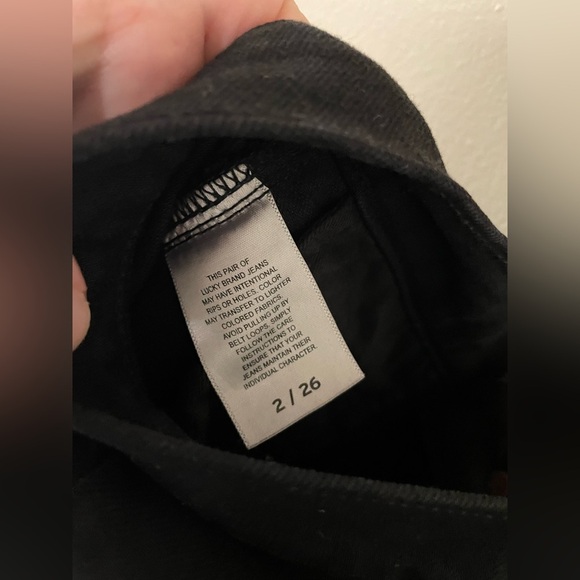 THIS PAIR OF
LUCKY BRAND JEANS
MAY HAVE INTENTIONAL
RIPS OR HOLES, COLOR
MAY TRANSFER TO LIGHTER
COLORED FABRICS.
AVOID PULLING UP BY
BELT LOOPS. SIMPLY
FOLLOW THE CARE
INSTRUCTIONS TO
ENSURE THAT YOUR
JEANS MAINTAIN THEIR
INDIVIDUAL CHARACTER.
2 / 26